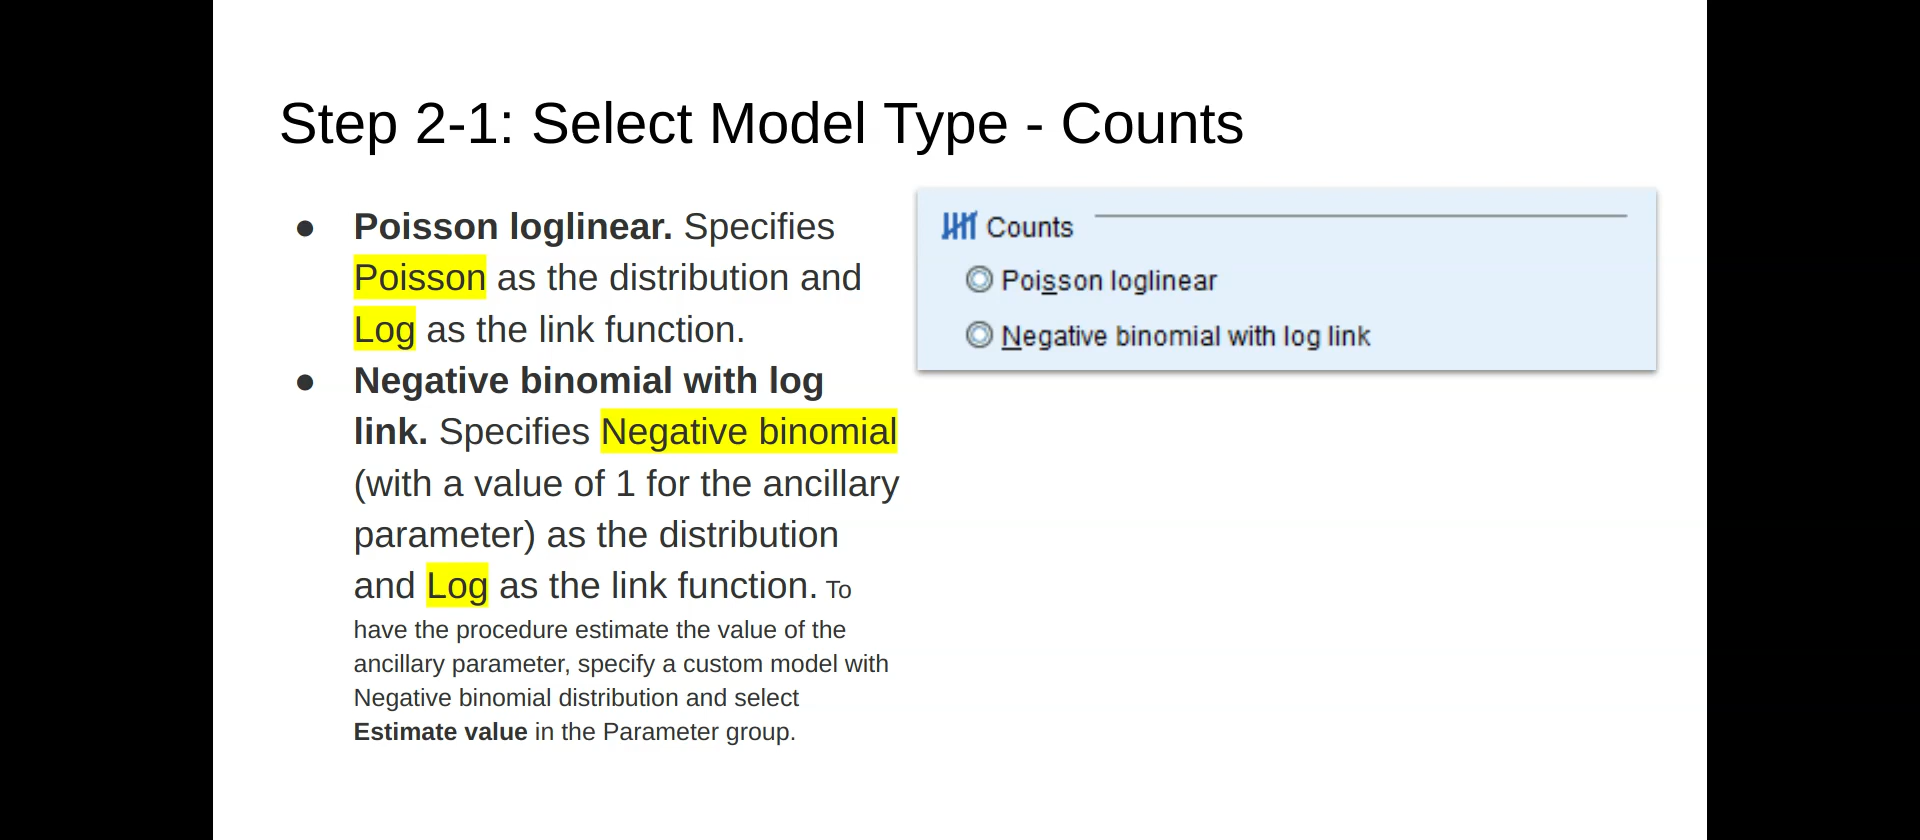 Step 2-1: Select Model Type - Counts
● Poisson loglinear. Specifies
Poisson as the distribution and
Log as the link function.
● Negative binomial with log
link. Specifies Negative binomial
(with a value of 1 for the ancillary
parameter) as the distribution
and Log as the link function. To
have the procedure estimate the value of the
ancillary parameter, specify a custom model with
Negative binomial distribution and select
Estimate value in the Parameter group.
Counts
Poisson loglinear
Negative binomial with log link